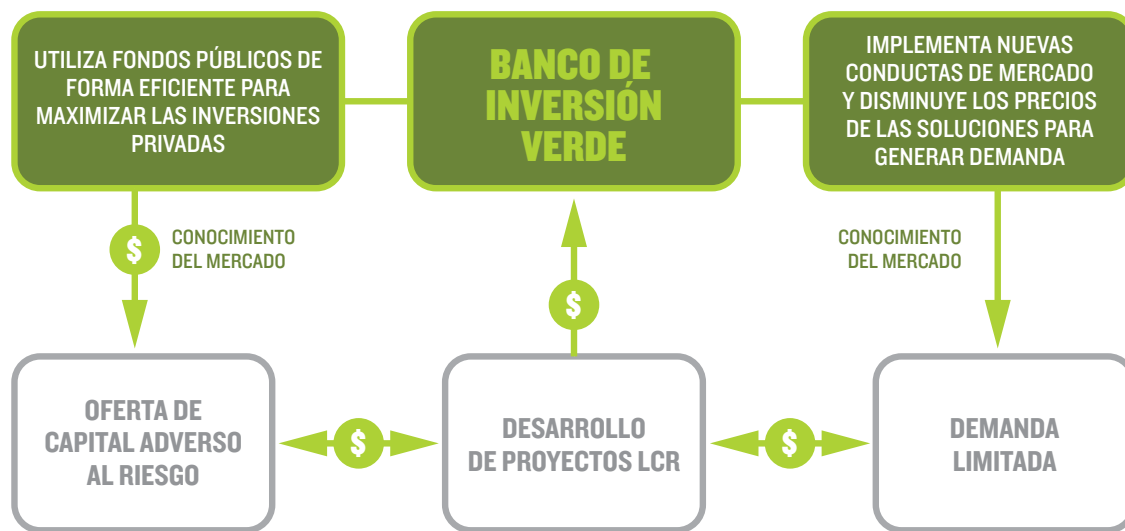 UTILIZA FONDOS PÚBLICOS DE
FORMA EFICIENTE PARA
MAXIMIZAR LAS INVERSIONES
PRIVADAS
BANCO DE
INVERSIÓN
VERDE
IMPLEMENTA NUEVAS
CONDUCTAS DE MERCADO
Y DISMINUYE LOS PRECIOS
DE LAS SOLUCIONES PARA
GENERAR DEMANDA
$
CONOCIMIENTO
DEL MERCADO
$
CONOCIMIENTO
DEL MERCADO
OFERTA DE
CAPITAL ADVERSO
AL RIESGO
$
DESARROLLO
DE PROYECTOS LCR
$
DEMANDA
LIMITADA